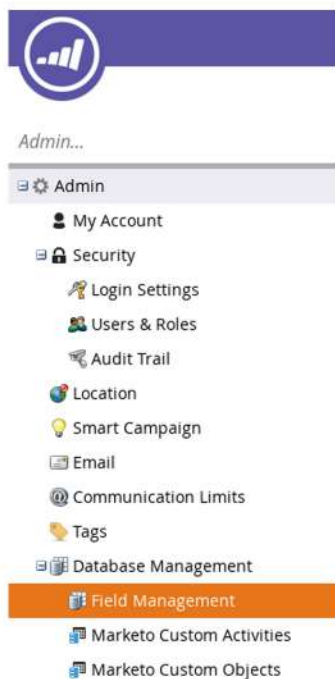 Admin...
Admin
My Account
Security
Login Settings
Users & Roles
Audit Trail
Location
Smart Campaign
Email
Communication Limits
Tags
Database Management
Field Management
Marketo Custom Activities
Marketo Custom Objects